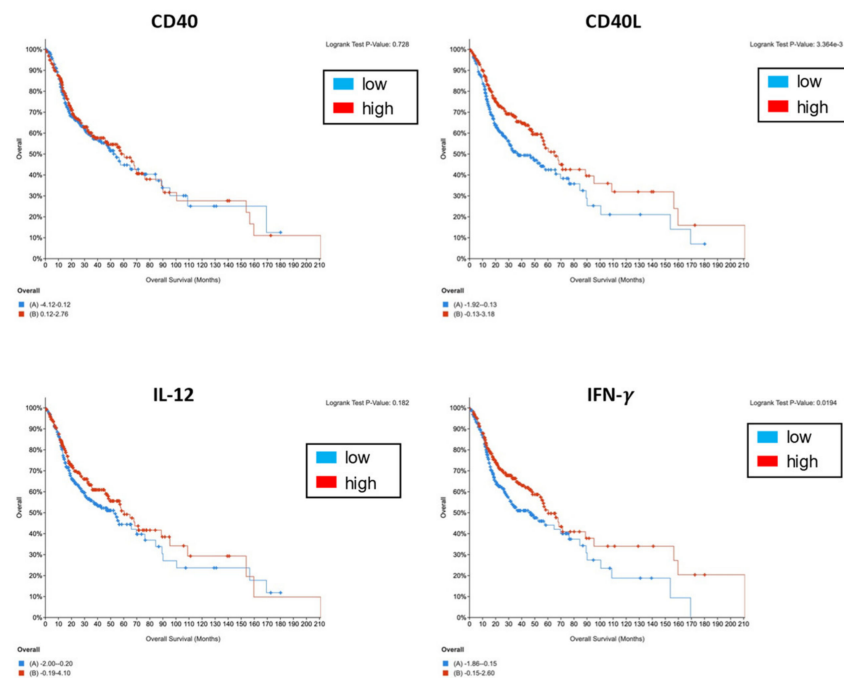 CD40
Logrank Test P-Value: 0.728
low
high
100%
90%
80%
70%
60%
50%
40%
30%
20%
10%
0%
Overall
0 10 20 30 40 50 60 70 80 90 100 110 120 130 140 150 160 170 180 190 200 210
Overall Survival (Months)
Overall
(A) -4.12-0.12
(B) 0.12-2.76
CD40L
Logrank Test P-Value: 3.364e-3
low
high
100%
90%
80%
70%
60%
50%
40%
30%
20%
10%
0%
Overall
0 10 20 30 40 50 60 70 80 90 100 110 120 130 140 150 160 170 180 190 200 210
Overall Survival (Months)
Overall
(A) -1.92--0.13
(B) -0.13-3.18
IL-12
Logrank Test P-Value: 0.182
low
high
100%
90%
80%
70%
60%
50%
40%
30%
20%
10%
0%
Overall
0 10 20 30 40 50 60 70 80 90 100 110 120 130 140 150 160 170 180 190 200 210
Overall Survival (Months)
Overall
(A) -2.00--0.20
(B) -0.19-4.10
IFN-γ
Logrank Test P-Value: 0.0194
low
high
100%
90%
80%
70%
60%
50%
40%
30%
20%
10%
0%
Overall
0 10 20 30 40 50 60 70 80 90 100 110 120 130 140 150 160 170 180 190 200 210
Overall Survival (Months)
Overall
(A) -1.86--0.15
(B) -0.15-2.60